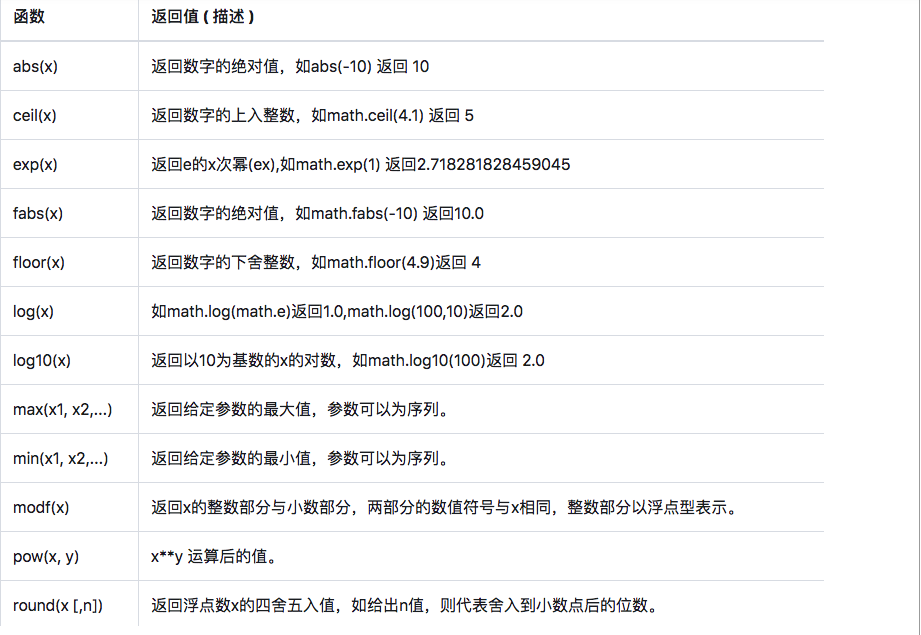 函数 返回值 ( 描述 )
abs(x) 返回数字的绝对值，如abs(-10) 返回 10
ceil(x) 返回数字的上入整数，如math.ceil(4.1) 返回 5
exp(x) 返回e的x次幂(ex),如math.exp(1) 返回2.718281828459045
fabs(x) 返回数字的绝对值，如math.fabs(-10) 返回10.0
floor(x) 返回数字的下舍整数，如math.floor(4.9)返回 4
log(x) 如math.log(math.e)返回1.0,math.log(100,10)返回2.0
log10(x) 返回以10为基数的x的对数，如math.log10(100)返回 2.0
max(x1, x2,...) 返回给定参数的最大值，参数可以为序列。
min(x1, x2,...) 返回给定参数的最小值，参数可以为序列。
modf(x) 返回x的整数部分与小数部分，两部分的数值符号与x相同，整数部分以浮点型表示。
pow(x, y) x**y 运算后的值。
round(x [,n]) 返回浮点数x的四舍五入值，如给出n值，则代表舍入到小数点后的位数。